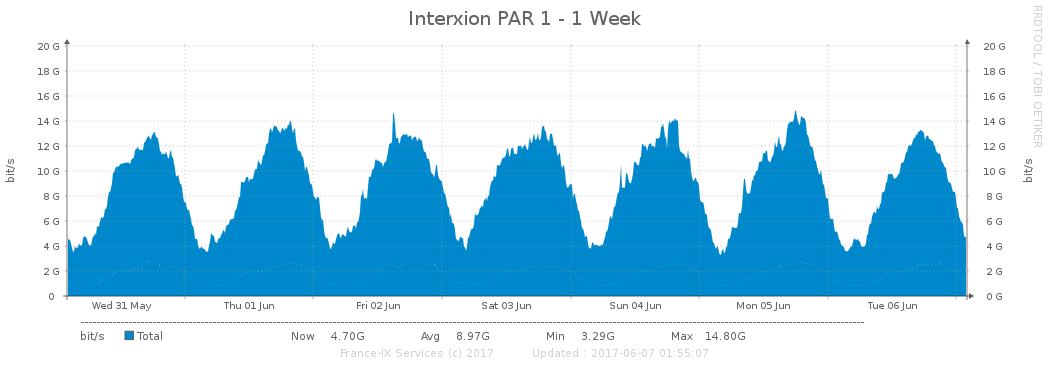 Interxion PAR 1 - 1 Week
RRDTOOL / TOBI OETIKER
20 G 20 G
18 G 18 G
16 G 16 G
14 G 14 G
12 G 12 G
10 G 10 G
8 G 8 G
6 G 6 G
4 G 4 G
2 G 2 G
0 0 G
bit/s bit/s
Wed 31 May Thu 01 Jun Fri 02 Jun Sat 03 Jun Sun 04 Jun Mon 05 Jun Tue 06 Jun
bit/s Total Now 4.70G Avg 8.97G Min 3.29G Max 14.80G
France-IX Services (c) 2017 Updated : 2017-06-07 01:55:07